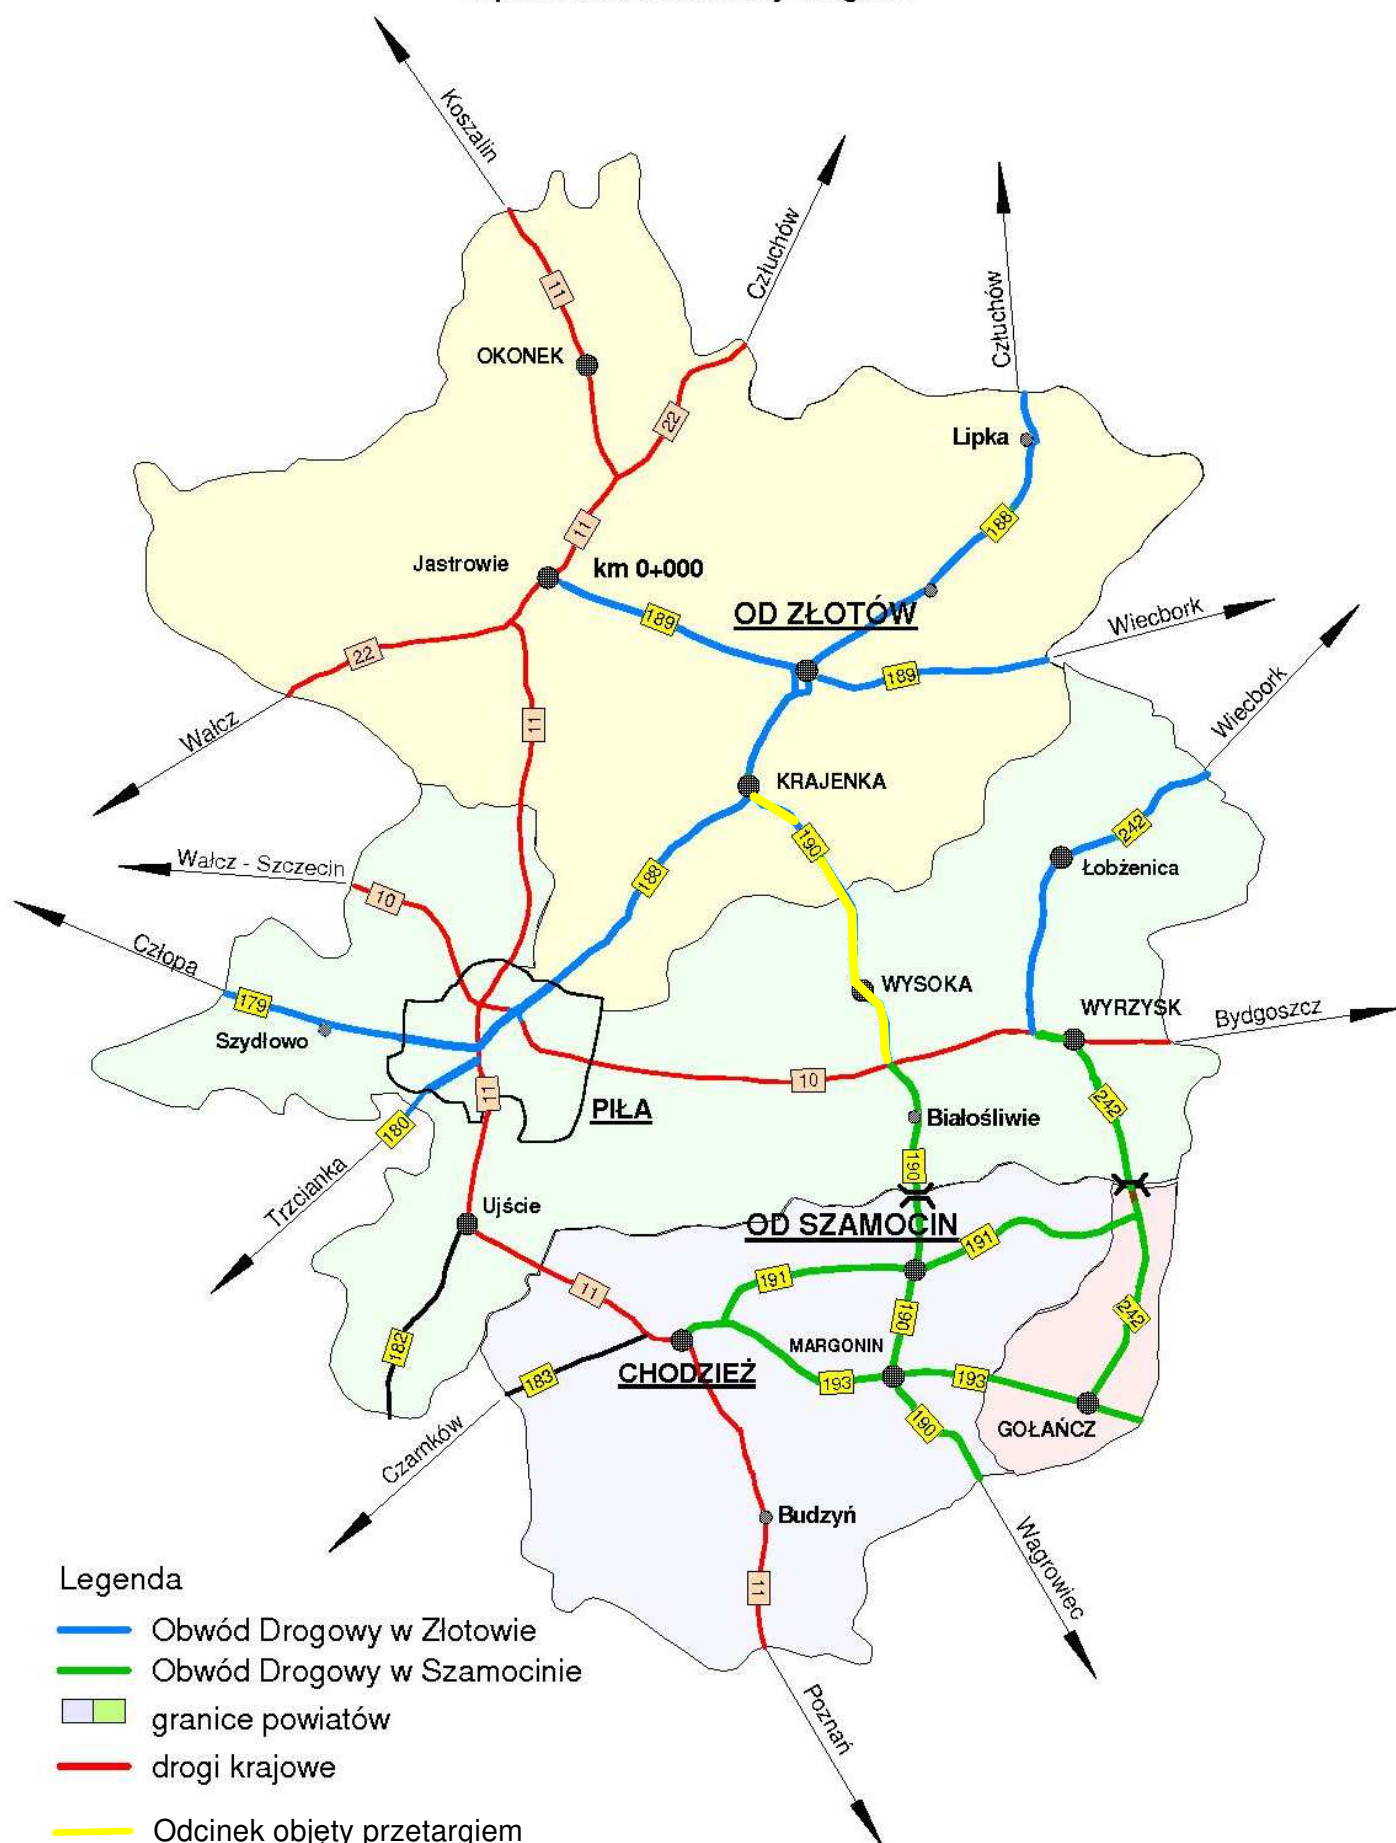 Koszalin
Człuchów
Człuchów
11
OKONEK
22
Lipka
188
11
Jastrowie
km 0+000
OD ZŁOTÓW
189
Wiecbork
22
189
Wiecbork
Wałcz
11
KRAJENKA
190
242
Wałcz - Szczecin
188
Łobżenica
10
Człopa
179
WYSOKA
WYRZYSK
Bydgoszcz
Szydłowo
10
11
242
180
PIŁA
Białośliwie
Trzcianka
190
Ujście
OD SZAMOCIN
191
191
11
190
242
182
MARGONIN
CHODZIEŻ
183
193
193
190
GOŁAŃCZ
Czarnków
Budzyń
Wagrowiec
11
Poznań
Legenda
Obwód Drogowy w Złotowie
Obwód Drogowy w Szamocinie
granice powiatów
drogi krajowe
Odcinek objęty przetargiem